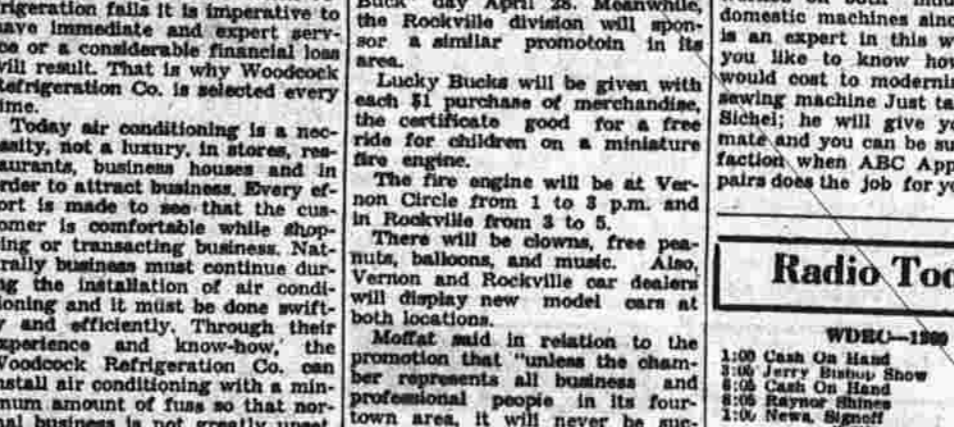 rigeration fails it is imperative to
have immediate and expert serv-
ce or a considerable financial loss
will result. That is why Woodcock
Refrigeration Co. is selected every
ime.
Today air conditioning is a nec-
essity, not a luxury, in stores, res-
aurants, business houses and in
rder to attract business. Every ef-
ort is made to see that the cus-
omer is comfortable while shop-
ing or transacting business. Nat-
rally business must continue dur-
ng the installation of air condi-
ioning and it must be done swift-
y and efficiently. Through their
xperience and know-how, the
Woodcock Refrigeration Co. can
nstall air conditioning with a min-
mum amount of fuss so that nor-
nal business is not greatly upset
Buck day April 28. Meanwhile,
the Rockville division will spon-
sor a similar promotoin in its
area.
Lucky Bucks will be given with
each $1 purchase of merchandise,
the certificate good for a free
ride for children on a miniature
fire engine.
The fire engine will be at Ver-
non Circle from 1 to 3 p.m. and
in Rockville from 3 to 5.
There will be clowns, free pea-
nuts, balloons, and music. Also,
Vernon and Rockville car dealers
will display new model cars at
both locations.
Moffat said in relation to the
promotion that "unless the cham-
ber represents all business and
professional people in its four-
town area, it will never be suc-
domestic machines sinc
is an expert in this w
you like to know how
would cost to moderni
sewing machine Just ta
Sichel; he will give yo
mate and you can be su
faction when ABC App
pairs does the job for yo
Radio Tod
WDRC—1360
1:00 Cash On Hand
3:05 Jerry Bishop Show
6:05 Cash On Hand
8:05 Raynor Shines
1:00 News, Signoff